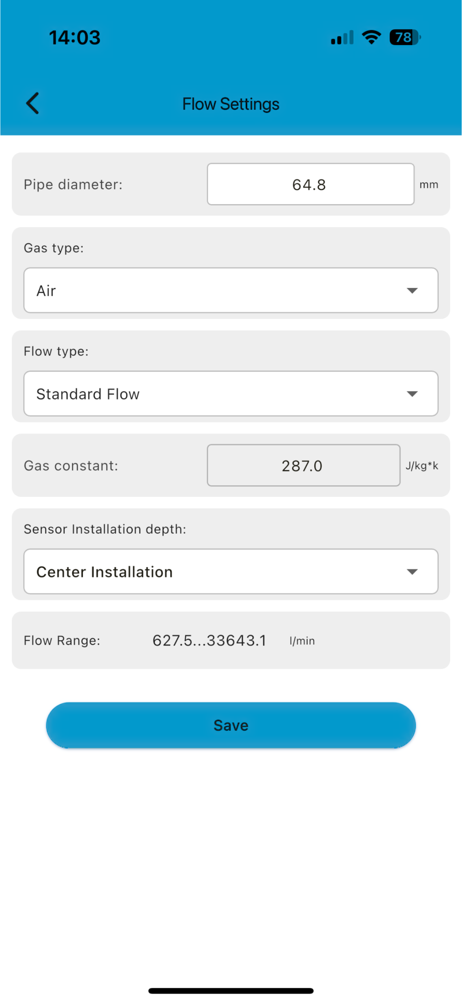 14:03
78
Flow Settings
Pipe diameter: 64.8 mm
Gas type:
Air
Flow type:
Standard Flow
Gas constant: 287.0 J/kg*k
Sensor Installation depth:
Center Installation
Flow Range: 627.5...33643.1 l/min
Save